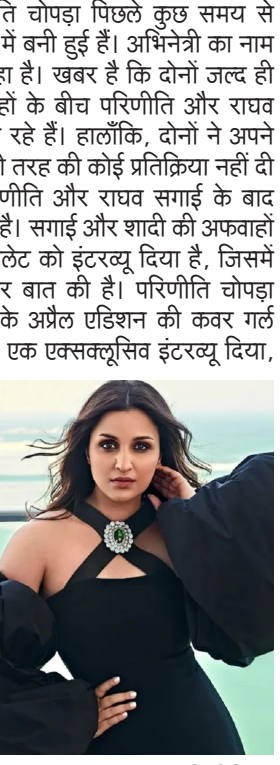 ति चोपड़ा पिछले कुछ समय से
में बनी हुई हैं। अभिनेत्री का नाम
हा है। खबर है कि दोनों जल्द ही
हों के बीच परिणीति और राघव
रहे हैं। हालाँकि, दोनों ने अपने
ी तरह की कोई प्रतिक्रिया नहीं दी
णीति और राघव सगाई के बाद
है। सगाई और शादी की अफवाहों
लेट को इंटरव्यू दिया है, जिसमें
र बात की है। परिणीति चोपड़ा
के अप्रैल एडिशन की कवर गर्ल
एक एक्सक्लूसिव इंटरव्यू दिया,